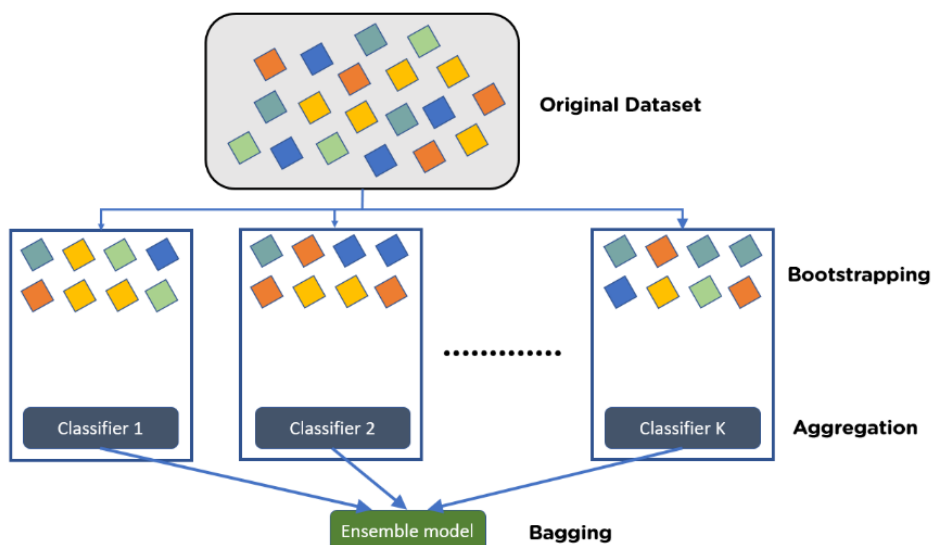 Original Dataset
Bootstrapping
Classifier 1
Classifier 2
Classifier K
Aggregation
Ensemble model
Bagging